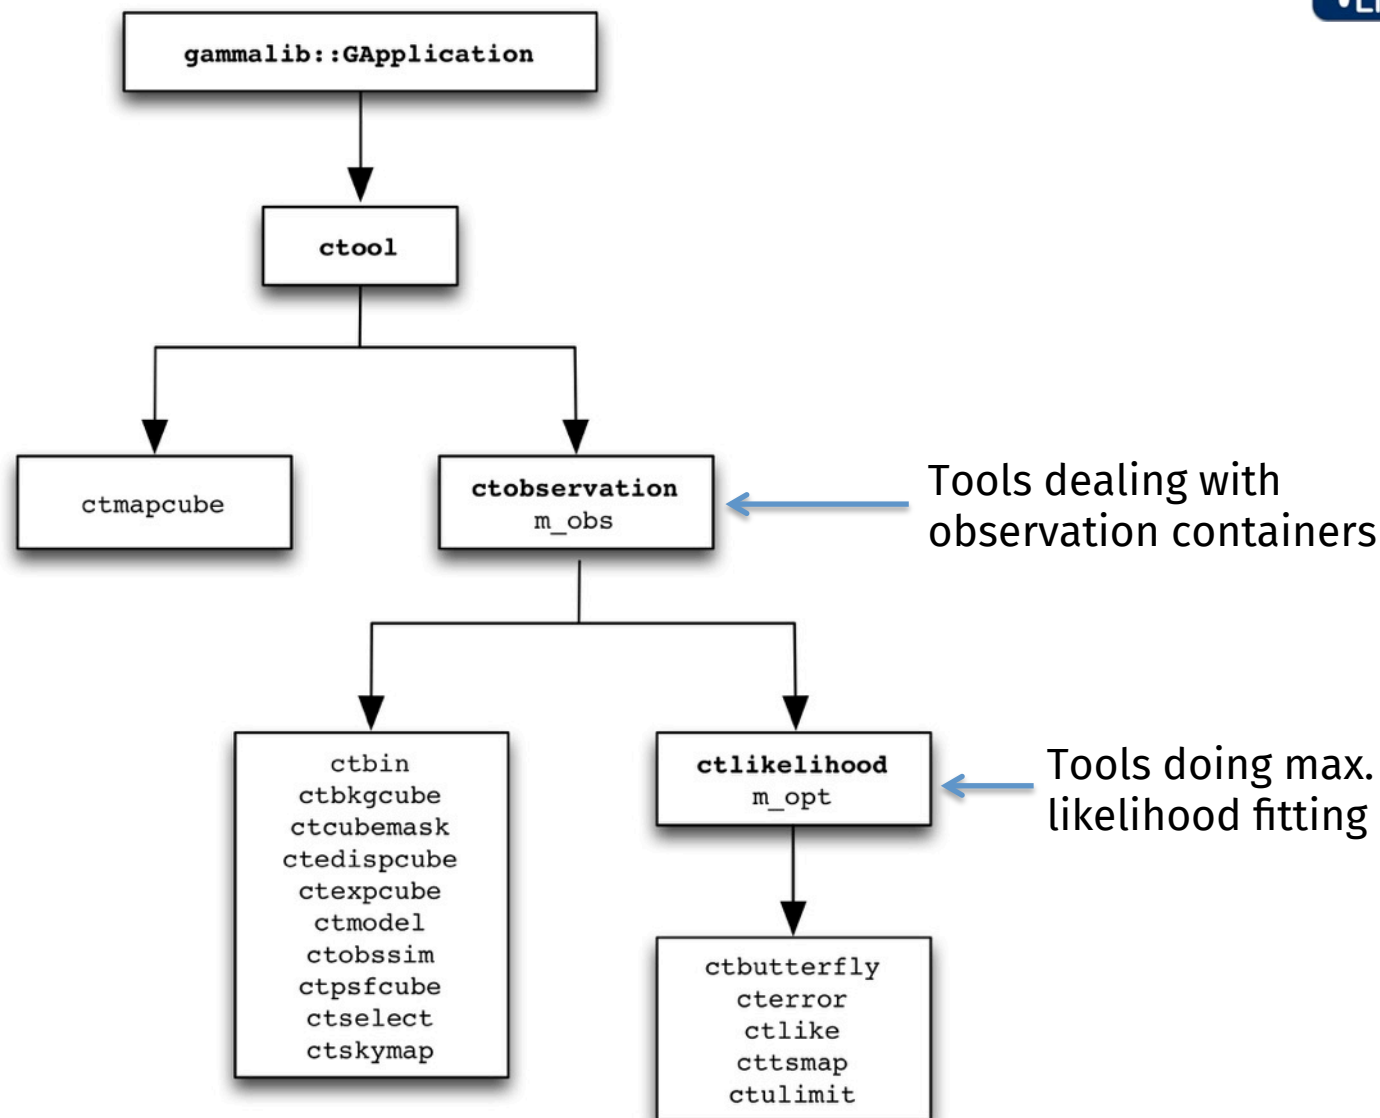 gammalib::GApplication
ctool
ctmapcube
ctobservation
m_obs
Tools dealing with
observation containers
ctbin
ctbkgcube
ctcubemask
ctedispcube
ctexpcube
ctmodel
ctobssim
ctpsfcube
ctselect
ctskymap
ctlikelihood
m_opt
Tools doing max.
likelihood fitting
ctbutterfly
cterror
ctlike
cttsmap
ctulimit